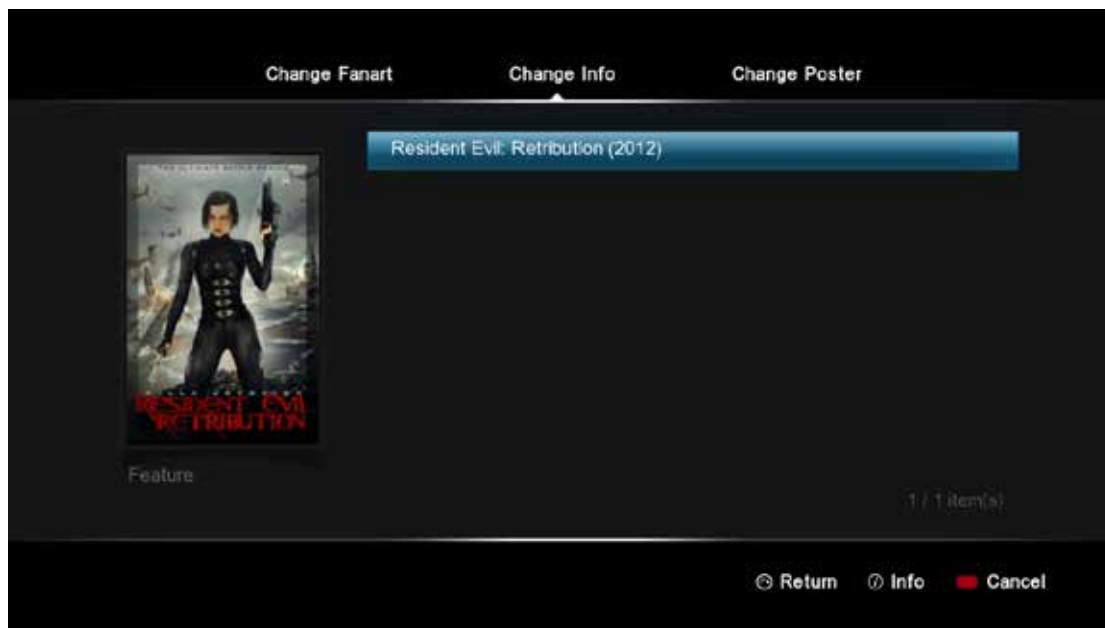 Change Fanart Change Info Change Poster
Resident Evil: Retribution (2012)
RESIDENT EVIL
RETRIBUTION
Feature
1 / 1 item(s)
Return Info Cancel